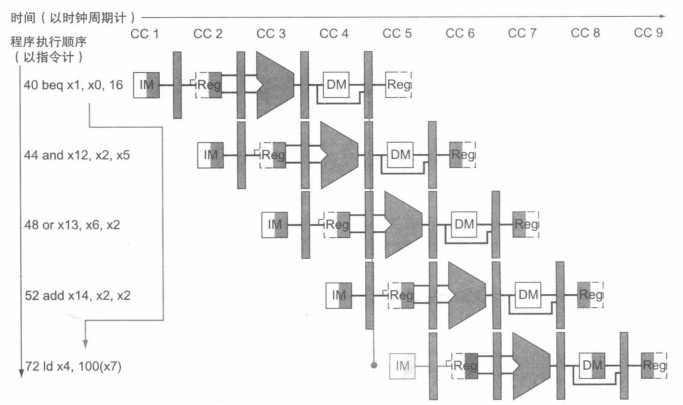 时间（以时钟周期计）
程序执行顺序
（以指令计）
CC 1 CC 2 CC 3 CC 4 CC 5 CC 6 CC 7 CC 8 CC 9
40 beq x1, x0, 16 IM Reg DM Reg
44 and x12, x2, x5 IM Reg DM Reg
48 or x13, x6, x2 IM Reg DM Reg
52 add x14, x2, x2 IM Reg DM Reg
72 ld x4, 100(x7) IM Reg DM Reg